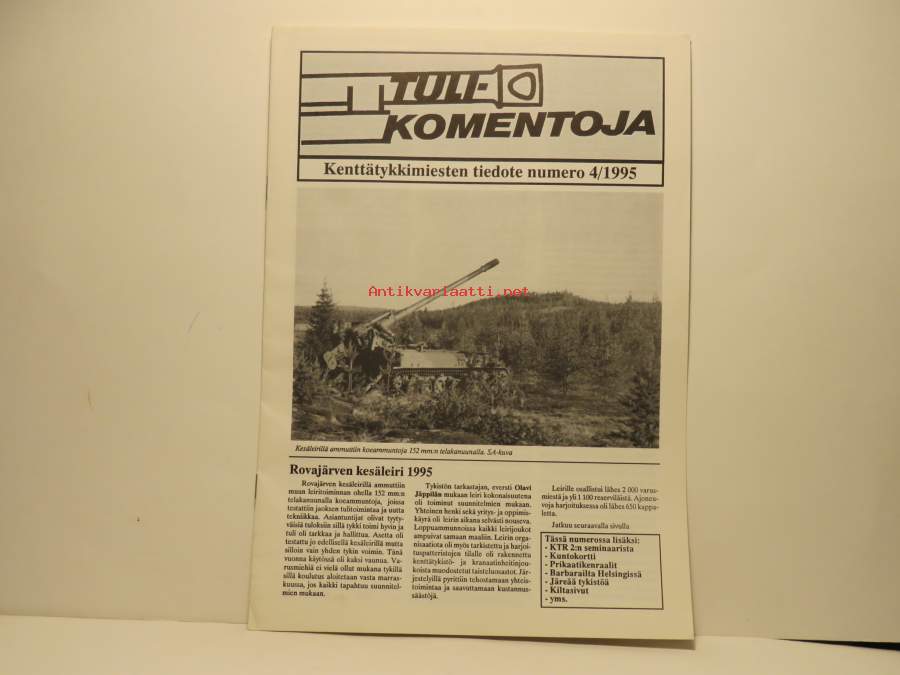 TULI-
KOMENTOJA
Kenttätykkimiesten tiedote numero 4/1995
Antikvariaatti.net
Kesäleirillä ammuttiin koeammuntoja 152 mm:n telakanuunalla. SA-kuva
Rovajärven kesäleiri 1995
Rovajärven kesäleirillä ammuttiin
muun leiritoiminnan ohella 152 mm:n
telakanuunalla koeammuntoja, joissa
testattiin jaoksen tulitoimintaa ja uutta
tekniikkaa. Asiantuntijat olivat tyyty-
väisiä tuloksiin sillä tykki toimi hyvin ja
tuli oli tarkkaa ja hallittua. Asetta oli
testattu jo edellisellä kesäleirillä mutta
silloin vain yhden tykin voimin. Tänä
vuonna käytössä oli kaksi vaunua. Va-
rusmiehiä ei vielä ollut mukana tykillä
sillä koulutus aloitetaan vasta marras-
kuussa, jos kaikki tapahtuu suunnitel-
mien mukaan.
Tykistön tarkastajan, eversti Olavi
Jäppilän mukaan leiri kokonaisuutena
oli toiminut suunnitelmien mukaan.
Yhteinen henki sekä yritys- ja oppimis-
käyrä oli leirin aikana selvästi nouseva.
Loppuammunnoissa kaikki leirijoukot
ampuivat samaan maaliin. Leirin organi-
saatiota oli myös tarkistettu ja harjoi-
tuspatteristojen tilalle oli rakennettu
kenttätykistö- ja kranaatinheitinjou-
koista muodostetut taisteluosastot. Jär-
jestelyillä pyrittiin tehostamaan yhteis-
toimintaa ja saavuttamaan kustannus-
säästöjä.
Leirille osallistui lähes 2 000 varus-
miestä ja yli 1 100 reserviläistä. Ajoneu-
voja harjoituksessa oli lähes 650 kappa-
letta.
Jatkuu seuraavalla sivulla
Tässä numerossa lisäksi:
- KTR 2:n seminaarista
- Kuntokortti
- Prikaatikenraalit
- Barbarailta Helsingissä
- Järeää tykistöä
- Kiltasivut
- yms.